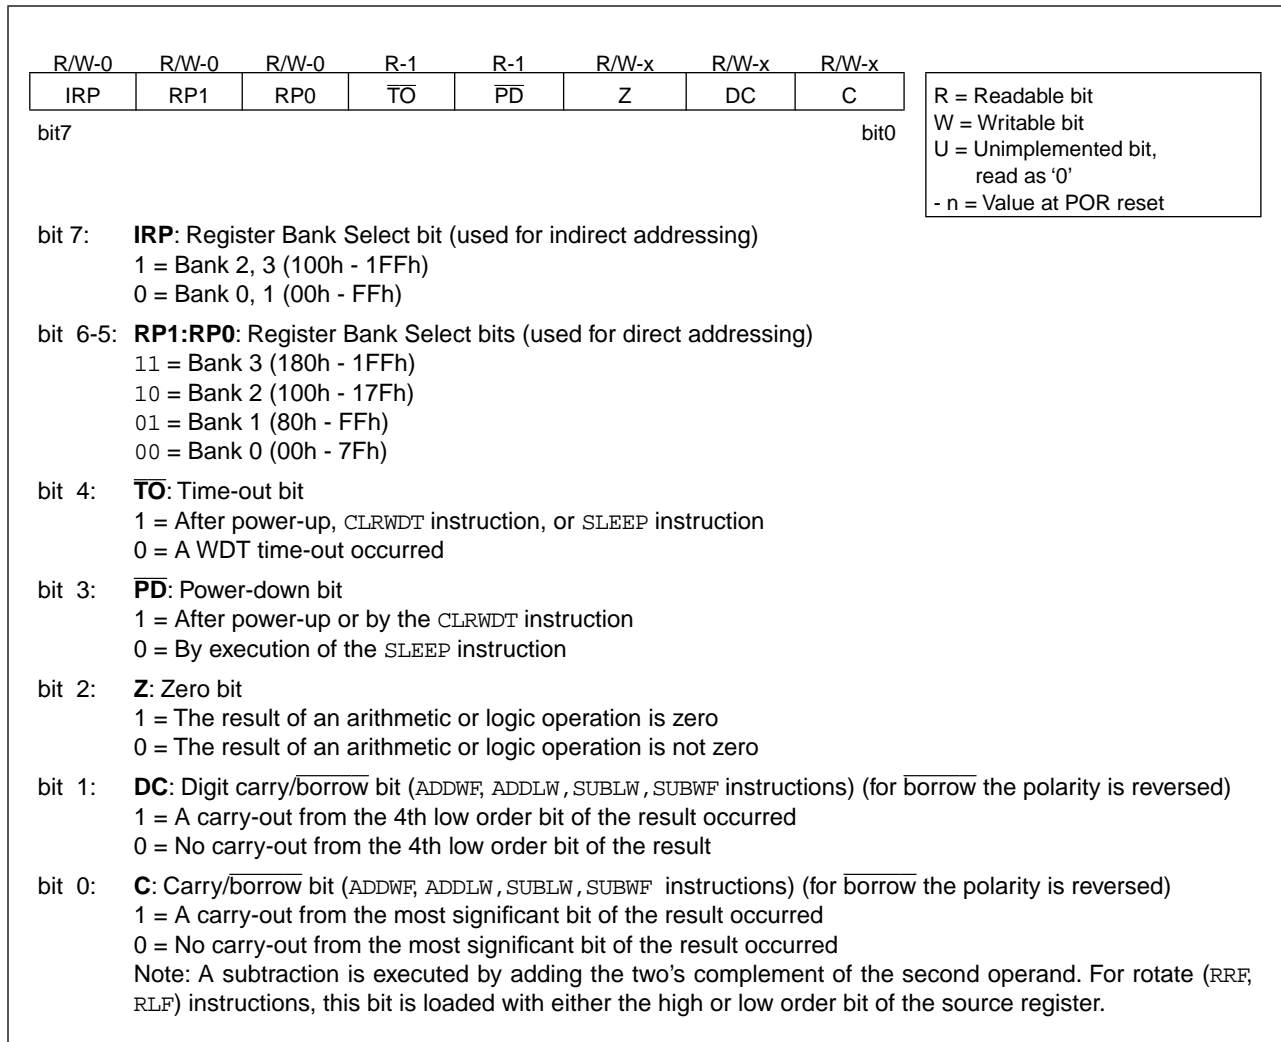 R/W-0 R/W-0 R/W-0 R-1 R-1 R/W-x R/W-x R/W-x
IRP RP1 RP0 T̅O̅ P̅D̅ Z DC C
bit7 bit0
R = Readable bit
W = Writable bit
U = Unimplemented bit,
read as ‘0’
- n = Value at POR reset
bit 7: IRP: Register Bank Select bit (used for indirect addressing)
1 = Bank 2, 3 (100h - 1FFh)
0 = Bank 0, 1 (00h - FFh)
bit 6-5: RP1:RP0: Register Bank Select bits (used for direct addressing)
11 = Bank 3 (180h - 1FFh)
10 = Bank 2 (100h - 17Fh)
01 = Bank 1 (80h - FFh)
00 = Bank 0 (00h - 7Fh)
bit 4: T̅O̅: Time-out bit
1 = After power-up, CLRWDT instruction, or SLEEP instruction
0 = A WDT time-out occurred
bit 3: P̅D̅: Power-down bit
1 = After power-up or by the CLRWDT instruction
0 = By execution of the SLEEP instruction
bit 2: Z: Zero bit
1 = The result of an arithmetic or logic operation is zero
0 = The result of an arithmetic or logic operation is not zero
bit 1: DC: Digit carry/b̅o̅r̅r̅o̅w̅ bit (ADDWF, ADDLW,SUBLW,SUBWF instructions) (for b̅o̅r̅r̅o̅w̅ the polarity is reversed)
1 = A carry-out from the 4th low order bit of the result occurred
0 = No carry-out from the 4th low order bit of the result
bit 0: C: Carry/b̅o̅r̅r̅o̅w̅ bit (ADDWF, ADDLW,SUBLW,SUBWF instructions) (for b̅o̅r̅r̅o̅w̅ the polarity is reversed)
1 = A carry-out from the most significant bit of the result occurred
0 = No carry-out from the most significant bit of the result occurred
Note: A subtraction is executed by adding the two’s complement of the second operand. For rotate (RRF,
RLF) instructions, this bit is loaded with either the high or low order bit of the source register.